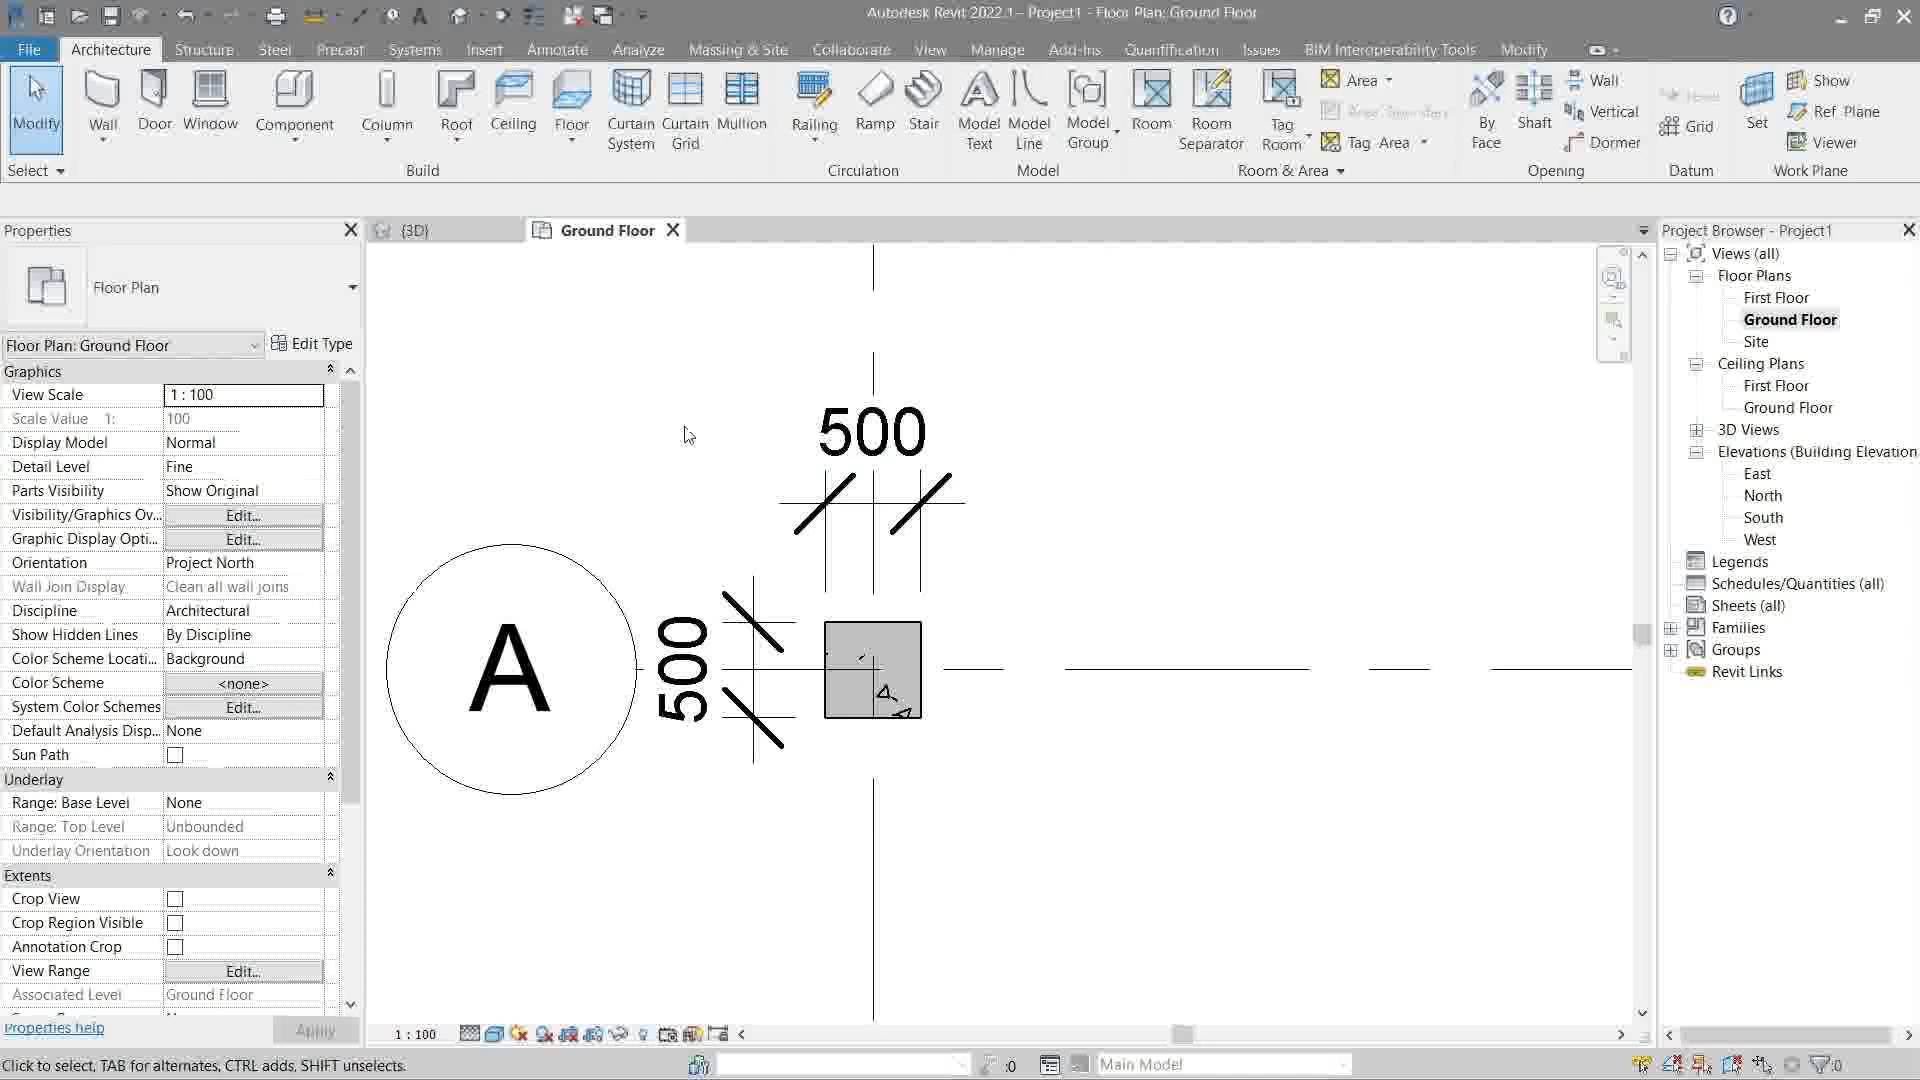 Autodesk Revit 2022.1 - Project1 - Floor Plan: Ground Floor
File Architecture Structure Steel Precast Systems Insert Annotate Analyze Massing & Site Collaborate View Manage Add-Ins Quantification Issues BIM Interoperability Tools Modify
Modify Wall Door Window Component Column Roof Ceiling Floor Curtain System Curtain Grid Mullion Railing Ramp Stair Model Text Model Line Model Group Room Room Separator Tag Room Area Tag Area By Face Shaft Wall Vertical Dormer Grid Set Show Ref Plane Viewer
Select Build Circulation Model Room & Area Opening Datum Work Plane
Properties
Floor Plan
Floor Plan: Ground Floor Edit Type
Graphics
View Scale 1 : 100
Scale Value 1: 100
Display Model Normal
Detail Level Fine
Parts Visibility Show Original
Visibility/Graphics Ov... Edit...
Graphic Display Opti... Edit...
Orientation Project North
Wall Join Display Clean all wall joins
Discipline Architectural
Show Hidden Lines By Discipline
Color Scheme Locati... Background
Color Scheme <none>
System Color Schemes Edit...
Default Analysis Disp... None
Sun Path
Underlay
Range: Base Level None
Range: Top Level Unbounded
Underlay Orientation Look down
Extents
Crop View
Crop Region Visible
Annotation Crop
View Range Edit...
Associated Level Ground Floor
Properties help Apply
{3D} Ground Floor
500
500
A
1 : 100
Project Browser - Project1
Views (all)
Floor Plans
First Floor
Ground Floor
Site
Ceiling Plans
First Floor
Ground Floor
3D Views
Elevations (Building Elevation
East
North
South
West
Legends
Schedules/Quantities (all)
Sheets (all)
Families
Groups
Revit Links
Click to select, TAB for alternates, CTRL adds, SHIFT unselects. :0 Main Model :0